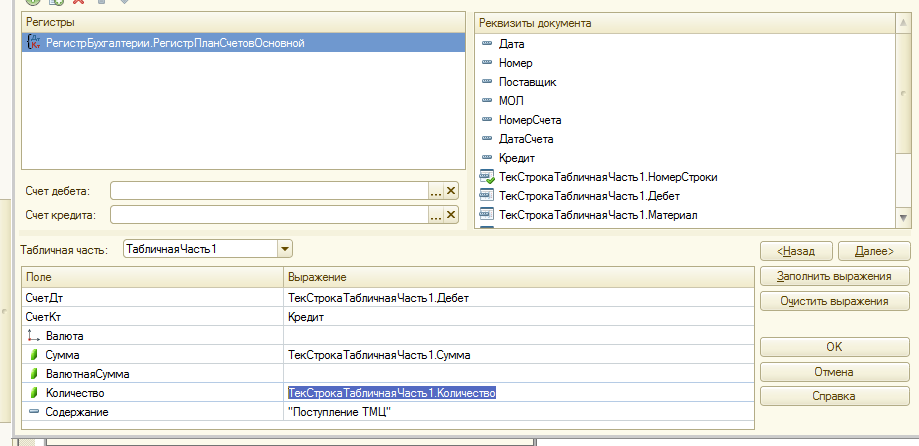 Регистры
РегистрБухгалтерии.РегистрПланСчетовОсновной
Счет дебета:
...
Счет кредита:
...
Реквизиты документа
Дата
Номер
Поставщик
МОЛ
НомерСчета
ДатаСчета
Кредит
ТекСтрокаТабличнаяЧасть1.НомерСтроки
ТекСтрокаТабличнаяЧасть1.Дебет
ТекСтрокаТабличнаяЧасть1.Материал
Табличная часть: ТабличнаяЧасть1
<Назад Далее>
Заполнить выражения
Очистить выражения
OK
Отмена
Справка
Поле Выражение
СчетДт ТекСтрокаТабличнаяЧасть1.Дебет
СчетКт Кредит
Валюта
Сумма ТекСтрокаТабличнаяЧасть1.Сумма
ВалютнаяСумма
Количество ТекСтрокаТабличнаяЧасть1.Количество
Содержание "Поступление ТМЦ"